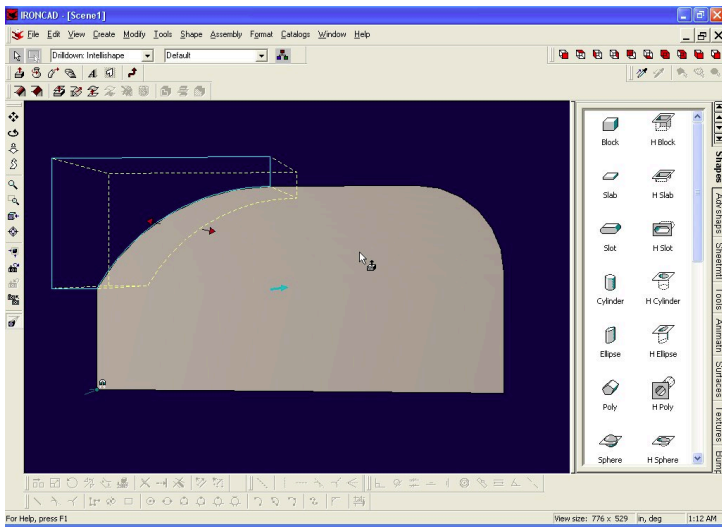 IRONCAD - [Scene1]
File Edit View Create Modify Tools Shape Assembly Format Catalogs Window Help
Drilldown: Intellishape Default
Block H Block
Slab H Slab
Slot H Slot
Cylinder H Cylinder
Ellipse H Ellipse
Poly H Poly
Sphere H Sphere
Shapes
Adv shaps
Sheetmtl
Tools
Animatn
Surfaces
Textures
Bump
For Help, press F1
View size: 776 x 529 in, deg 1:12 AM